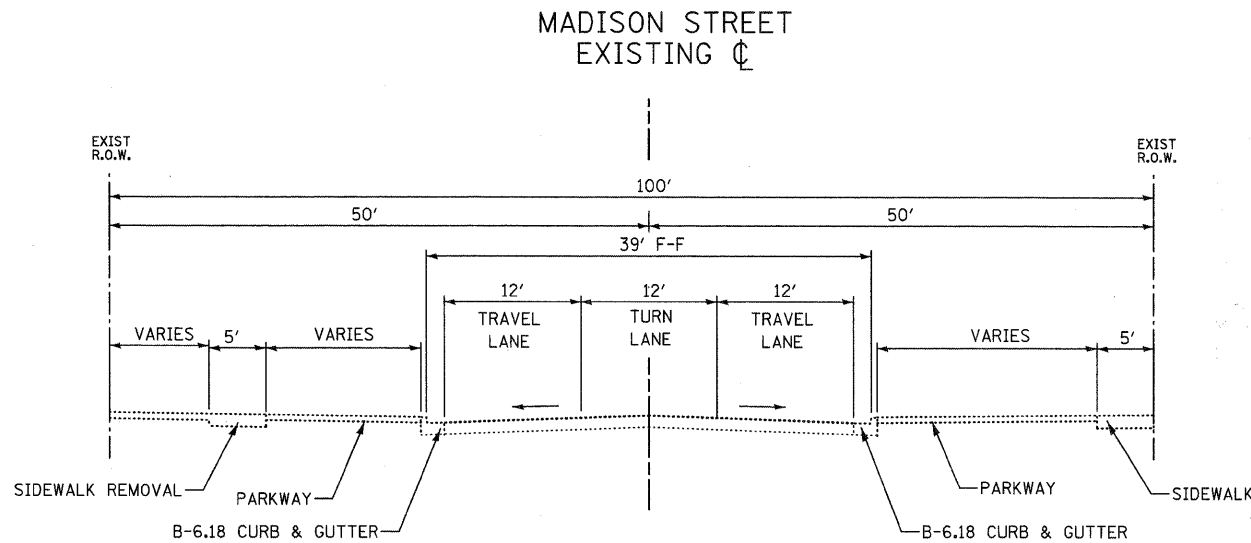 MADISON STREET
EXISTING ℄
EXIST
R.O.W.
EXIST
R.O.W.
100'
50'
50'
39' F-F
12'
12'
12'
TRAVEL
LANE
TURN
LANE
TRAVEL
LANE
VARIES
5'
VARIES
VARIES
5'
SIDEWALK REMOVAL
PARKWAY
B-6.18 CURB & GUTTER
PARKWAY
SIDEWALK
B-6.18 CURB & GUTTER